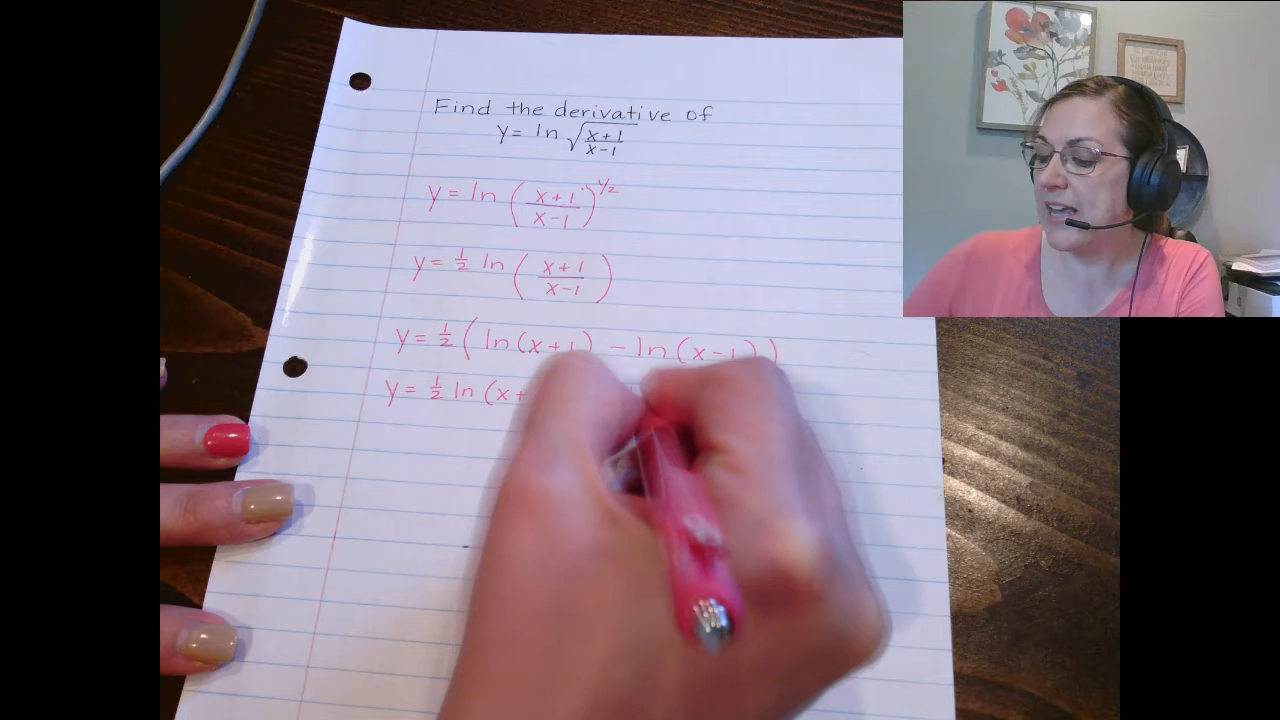 Find the derivative of
y = ln √((x+1)/(x-1))
y = ln ((x+1)/(x-1))^1/2
y = 1/2 ln ((x+1)/(x-1))
y = 1/2 (ln(x+1) - ln(x-1))
y = 1/2 ln (x+